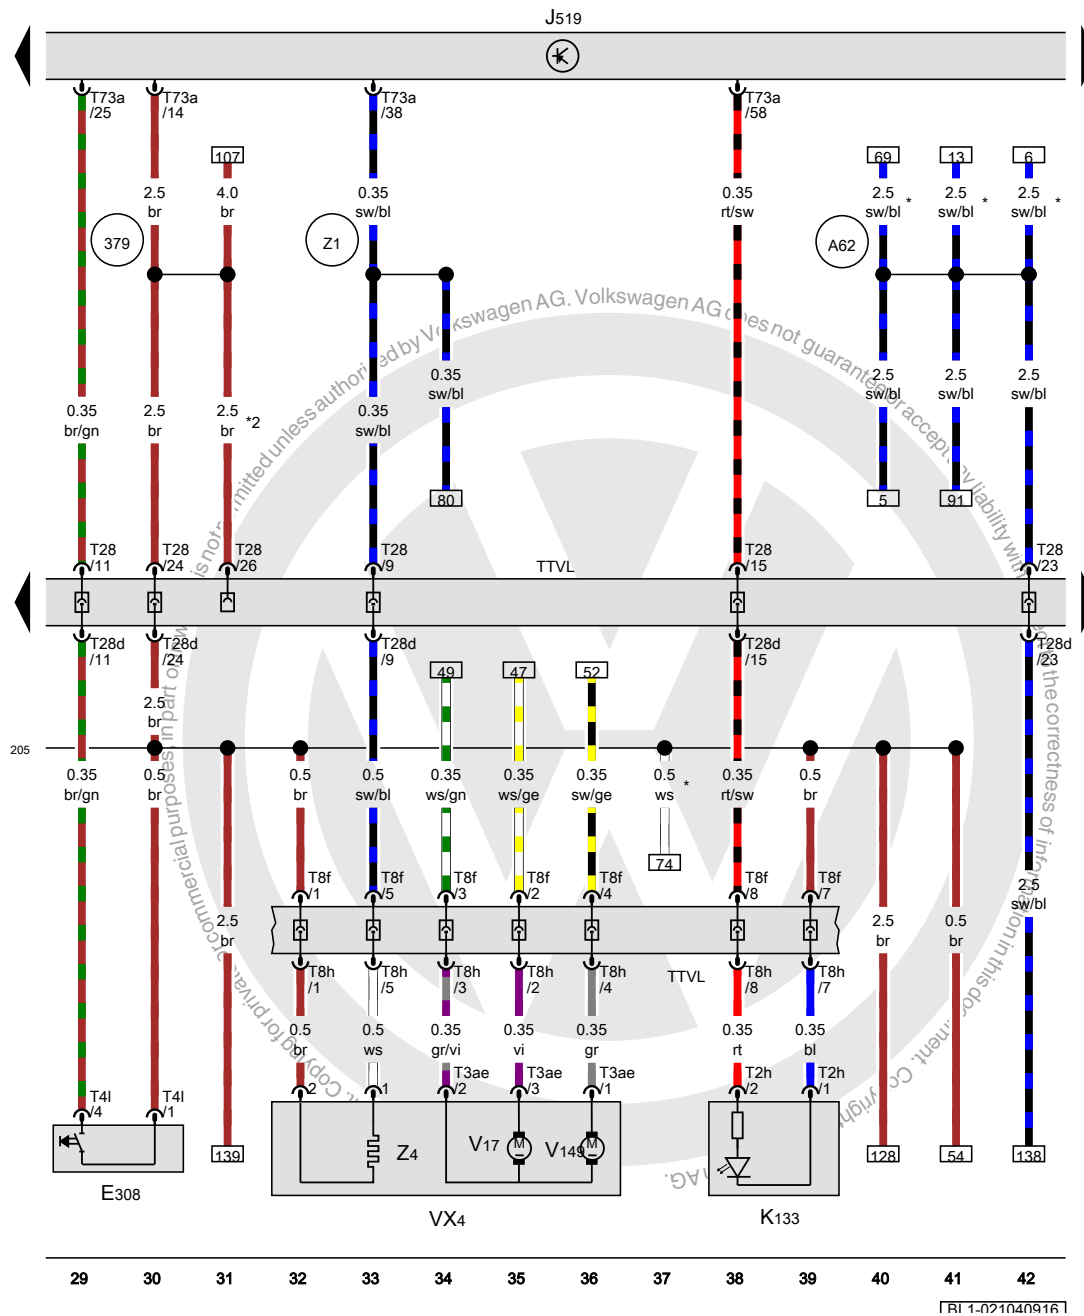 J519
T73a /25
T73a /14
T73a /38
T73a /58
107
69
13
6
2.5 br
4.0 br
0.35 sw/bl
0.35 rt/sw
2.5 sw/bl *
2.5 sw/bl *
2.5 sw/bl *
379
Z1
A62
Volkswagen AG. Volkswagen AG does not guarantee or accept any liability
0.35 sw/bl
2.5 sw/bl
2.5 sw/bl
2.5 sw/bl
0.35 br/gn
2.5 br
2.5 br *2
0.35 sw/bl
80
5
91
T28 /11
T28 /24
T28 /26
T28 /9
TTVL
T28 /15
T28 /23
T28d /11
T28d /24
T28d /9
T28d /15
T28d /23
49
47
52
2.5 br
205
0.35 br/gn
0.5 br
0.5 br
0.5 sw/bl
0.35 ws/gn
0.35 ws/ge
0.35 sw/ge
0.5 ws *
0.35 rt/sw
0.5 br
74
T8f /1
T8f /5
T8f /3
T8f /2
T8f /4
T8f /8
T8f /7
2.5 br
2.5 br
0.5 br
2.5 sw/bl
T8h /1
T8h /5
T8h /3
T8h /2
T8h /4
TTVL
T8h /8
T8h /7
0.5 br
0.5 ws
0.35 gr/vi
0.35 vi
0.35 gr
0.35 rt
0.35 bl
T4l /4
T4l /1
2
1
T3ae /2
T3ae /3
T3ae /1
T2h /2
T2h /1
Z4
V17
M
V149
M
139
128
54
138
E308
VX4
K133
29 30 31 32 33 34 35 36 37 38 39 40 41 42
BL1-021040916